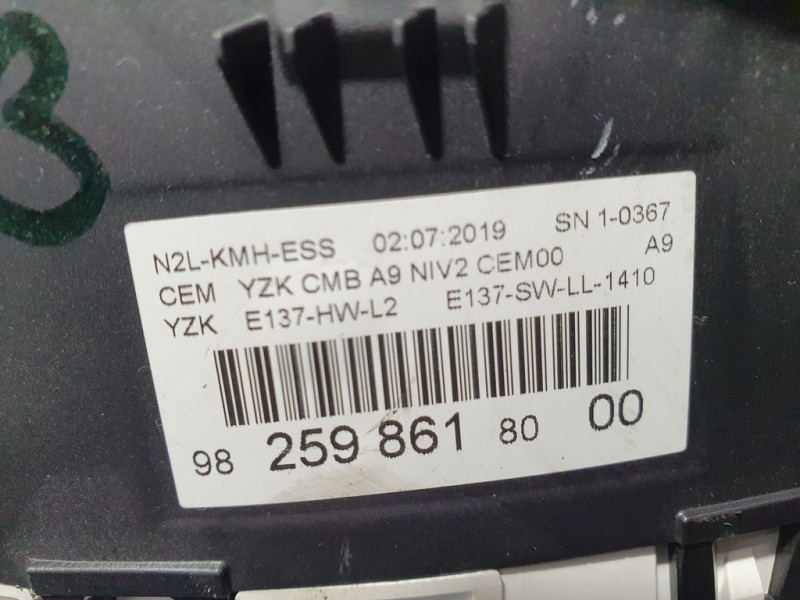 N2L-KMH-ESS 02:07:2019 SN 1-0367
CEM YZK CMB A9 NIV2 CEM00 A9
YZK E137-HW-L2 E137-SW-LL-1410
98 259 861 80 00